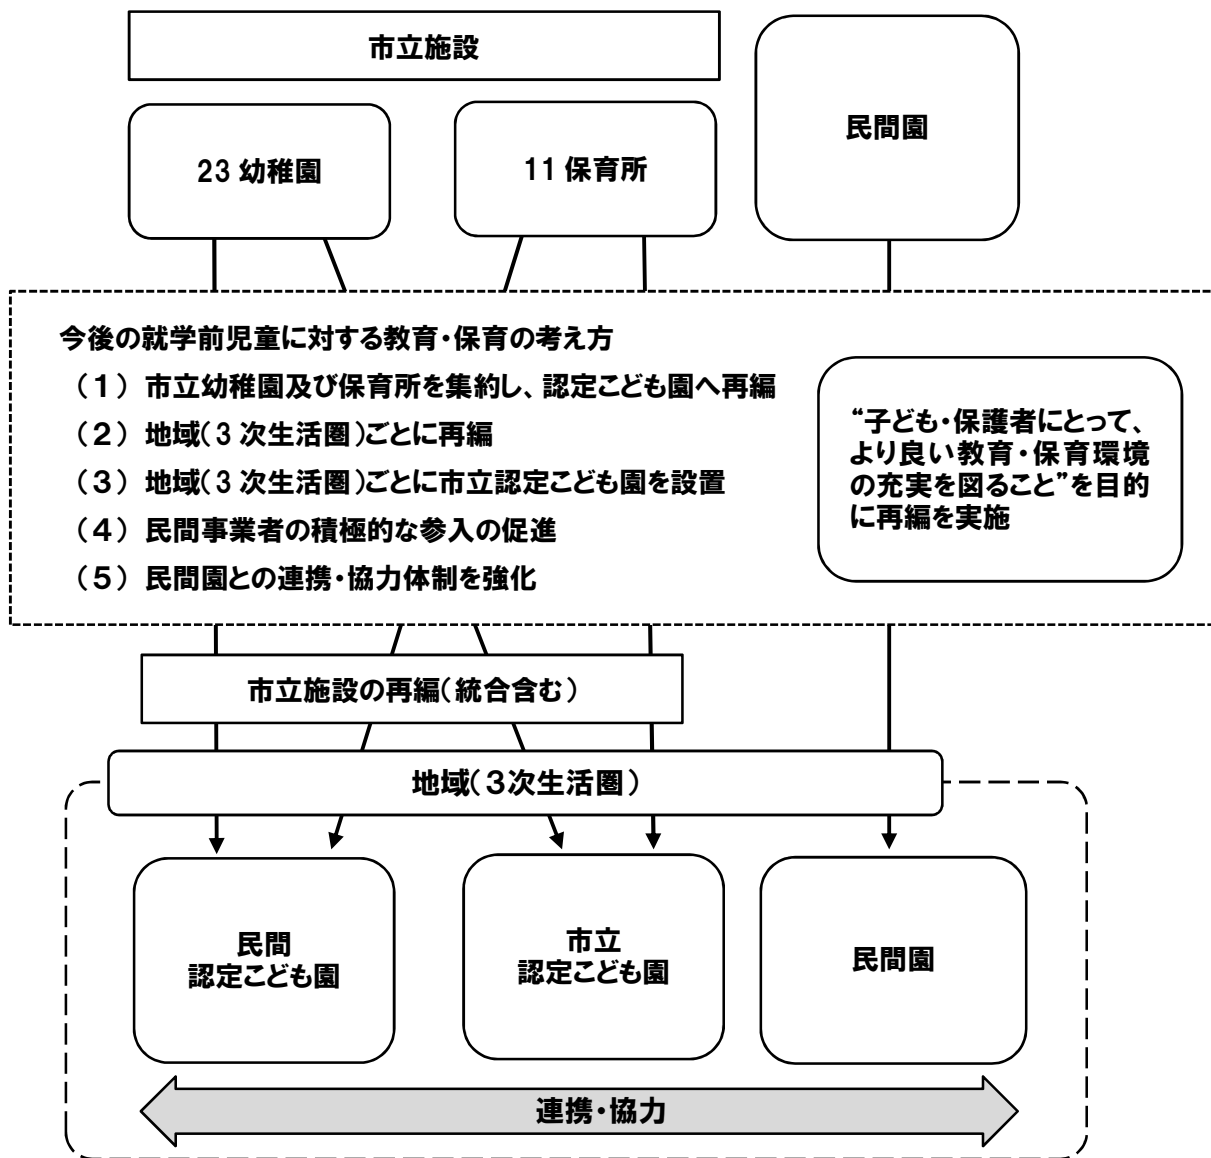 市立施設
民間園
23 幼稚園
11 保育所
今後の就学前児童に対する教育・保育の考え方
（１）市立幼稚園及び保育所を集約し、認定こども園へ再編
（２）地域（３次生活圏）ごとに再編
（３）地域（３次生活圏）ごとに市立認定こども園を設置
（４）民間事業者の積極的な参入の促進
（５）民間園との連携・協力体制を強化
“子ども・保護者にとって、
より良い教育・保育環境
の充実を図ること”を目的
に再編を実施
市立施設の再編（統合含む）
地域（３次生活圏）
民間
認定こども園
市立
認定こども園
民間園
連携・協力